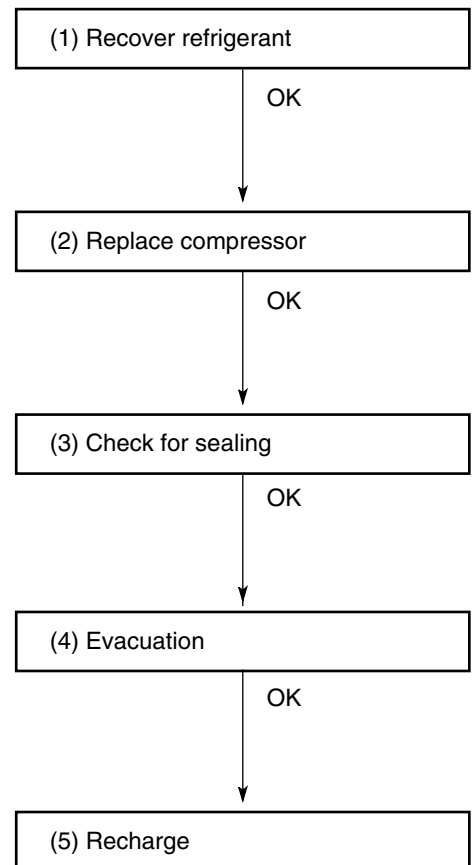 (1) Recover refrigerant
OK
(2) Replace compressor
OK
(3) Check for sealing
OK
(4) Evacuation
OK
(5) Recharge